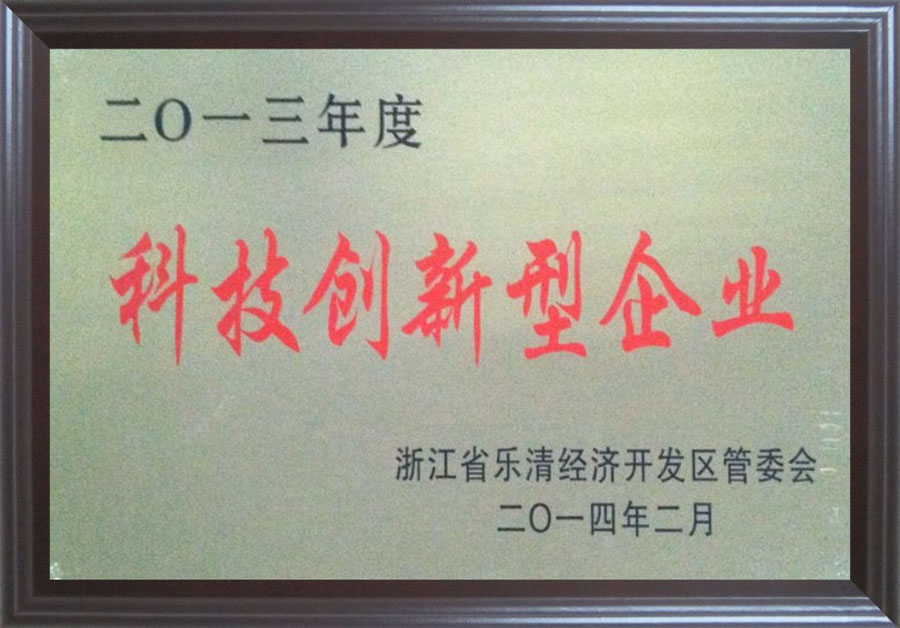 二〇一三年度
科技创新型企业
浙江省乐清经济开发区管委会
二〇一四年二月